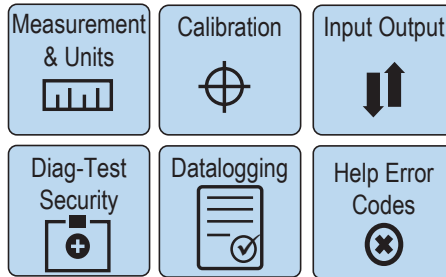 Measurement
& Units
Calibration
Input Output
Diag-Test
Security
Datalogging
Help Error
Codes